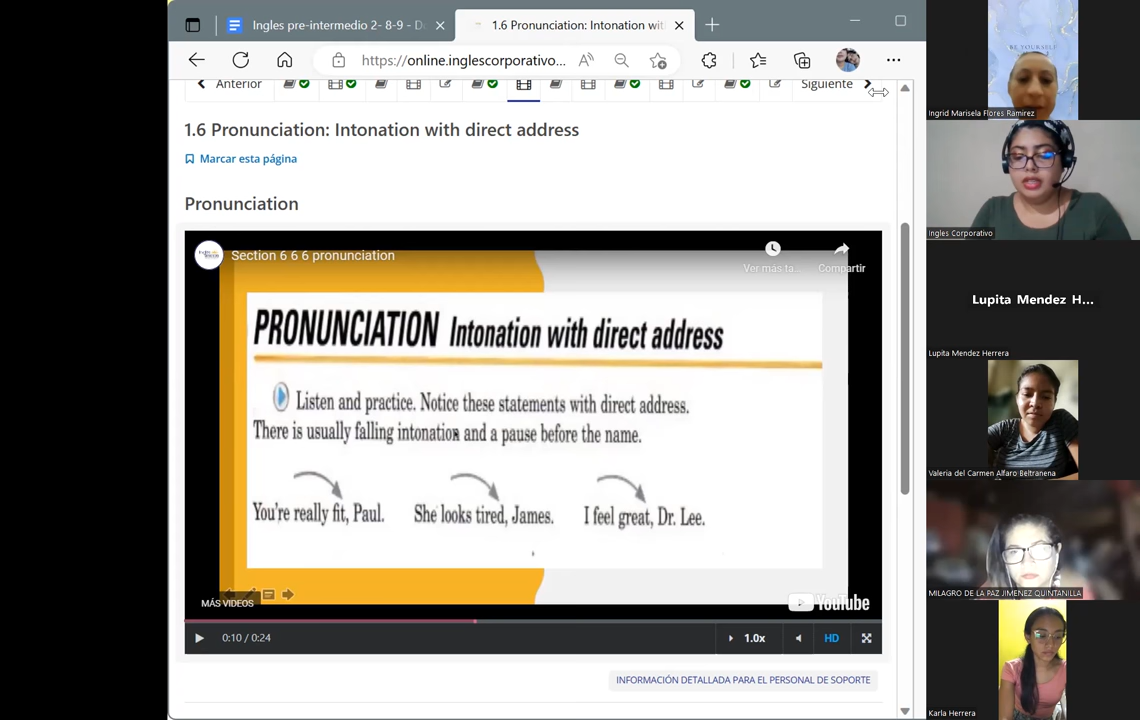 Ingles pre-intermedio 2- 8-9 - D
1.6 Pronunciation: Intonation wit
https://online.inglescorporativo...
Anterior
Siguiente
1.6 Pronunciation: Intonation with direct address
Marcar esta página
Pronunciation
Section 6 6 6 pronunciation
Ver más ta...
Compartir
PRONUNCIATION Intonation with direct address
Listen and practice. Notice these statements with direct address.
There is usually falling intonation and a pause before the name.
You're really fit, Paul. She looks tired, James. I feel great, Dr. Lee.
MÁS VIDEOS
YouTube
0:10 / 0:24
1.0x
HD
INFORMACIÓN DETALLADA PARA EL PERSONAL DE SOPORTE
BE YOURSELF
Ingrid Marisela Flores Ramirez
Ingles Corporativo
Lupita Mendez H...
Lupita Mendez Herrera
Valeria del Carmen Alfaro Beltranena
MILAGRO DE LA PAZ JIMENEZ QUINTANILLA
Karla Herrera